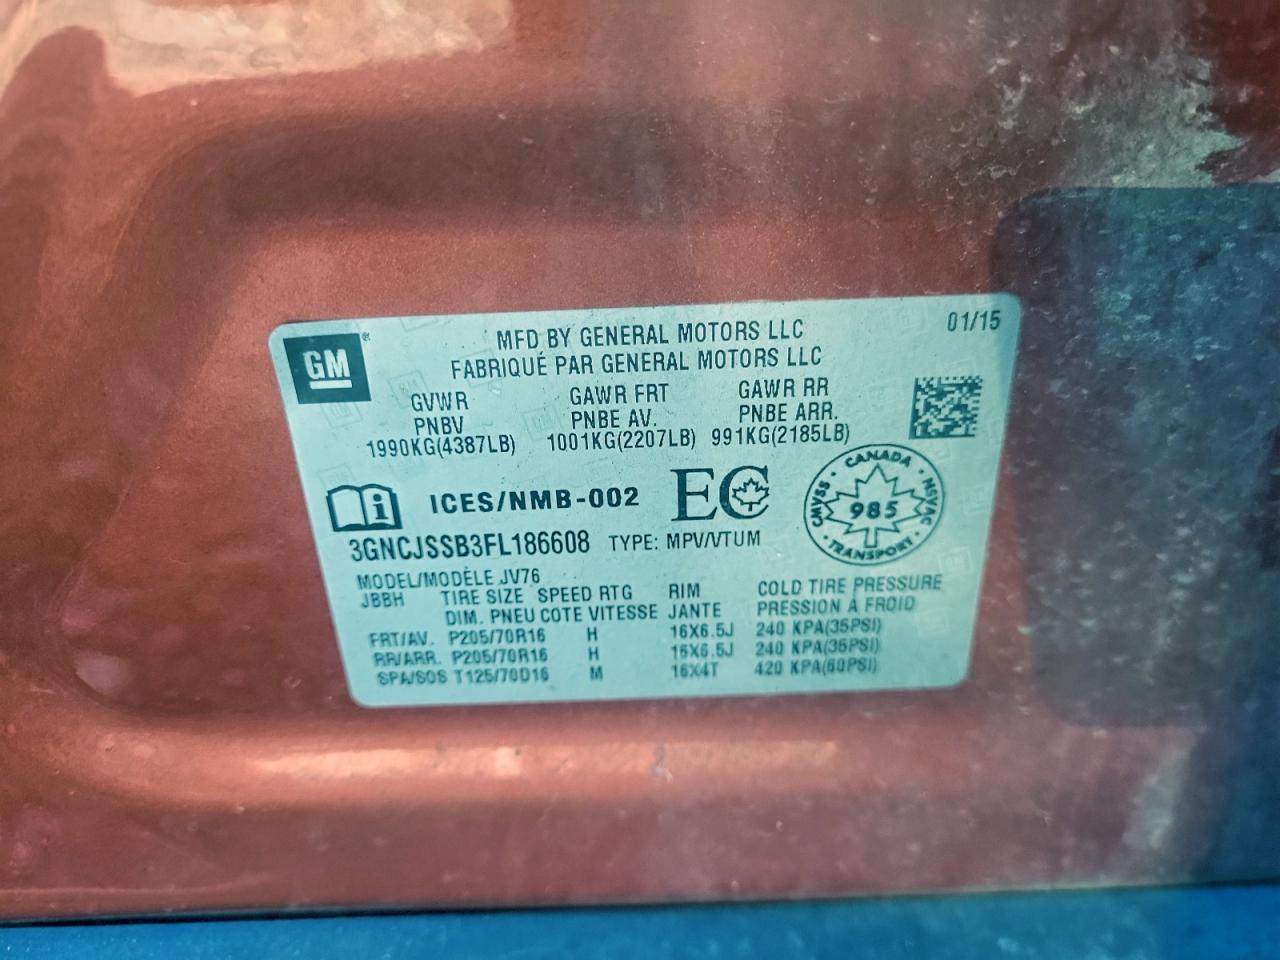 GM
®
MFD BY GENERAL MOTORS LLC
01/15
FABRIQUÉ PAR GENERAL MOTORS LLC
GVWR GAWR FRT GAWR RR
PNBV PNBE AV. PNBE ARR.
1990KG(4387LB) 1001KG(2207LB) 991KG(2185LB)
ICES/NMB-002 EC
CANADA
CMVSS · NSVAC
985
TRANSPORT
3GNCJSSB3FL186608 TYPE: MPV/VTUM
MODEL/MODÈLE JV76
JBBH TIRE SIZE SPEED RTG RIM COLD TIRE PRESSURE
DIM. PNEU COTE VITESSE JANTE PRESSION À FROID
FRT/AV. P205/70R16 H 16X6.5J 240 KPA(35PSI)
RR/ARR. P205/70R16 H 16X6.5J 240 KPA(35PSI)
SPA/SOS T125/70D16 M 16X4T 420 KPA(60PSI)